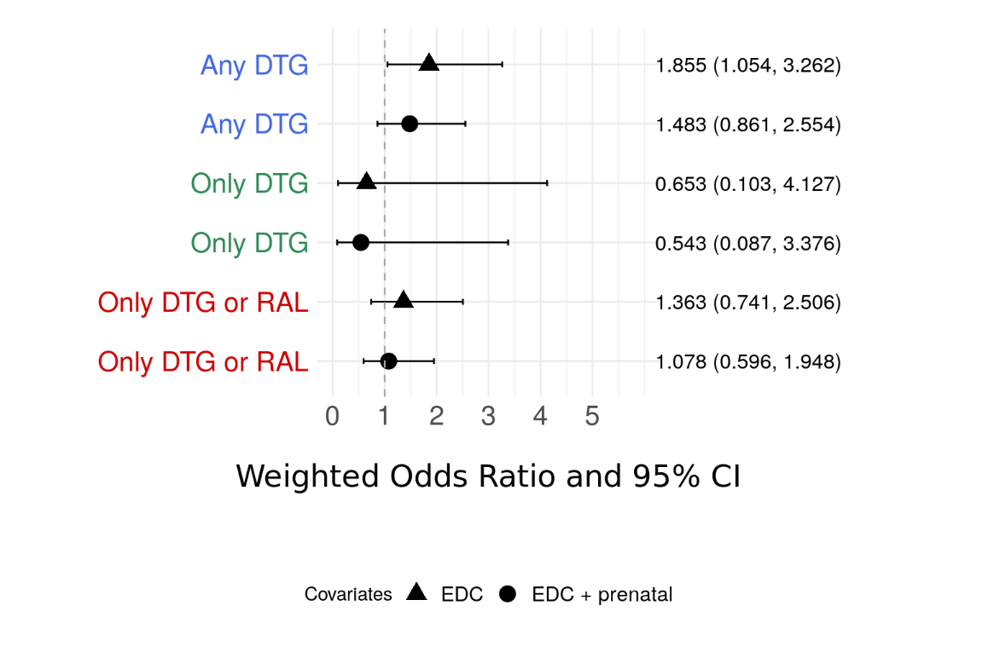 Any DTG 1.855 (1.054, 3.262)
Any DTG 1.483 (0.861, 2.554)
Only DTG 0.653 (0.103, 4.127)
Only DTG 0.543 (0.087, 3.376)
Only DTG or RAL 1.363 (0.741, 2.506)
Only DTG or RAL 1.078 (0.596, 1.948)
0 1 2 3 4 5
Weighted Odds Ratio and 95% CI
Covariates EDC EDC + prenatal